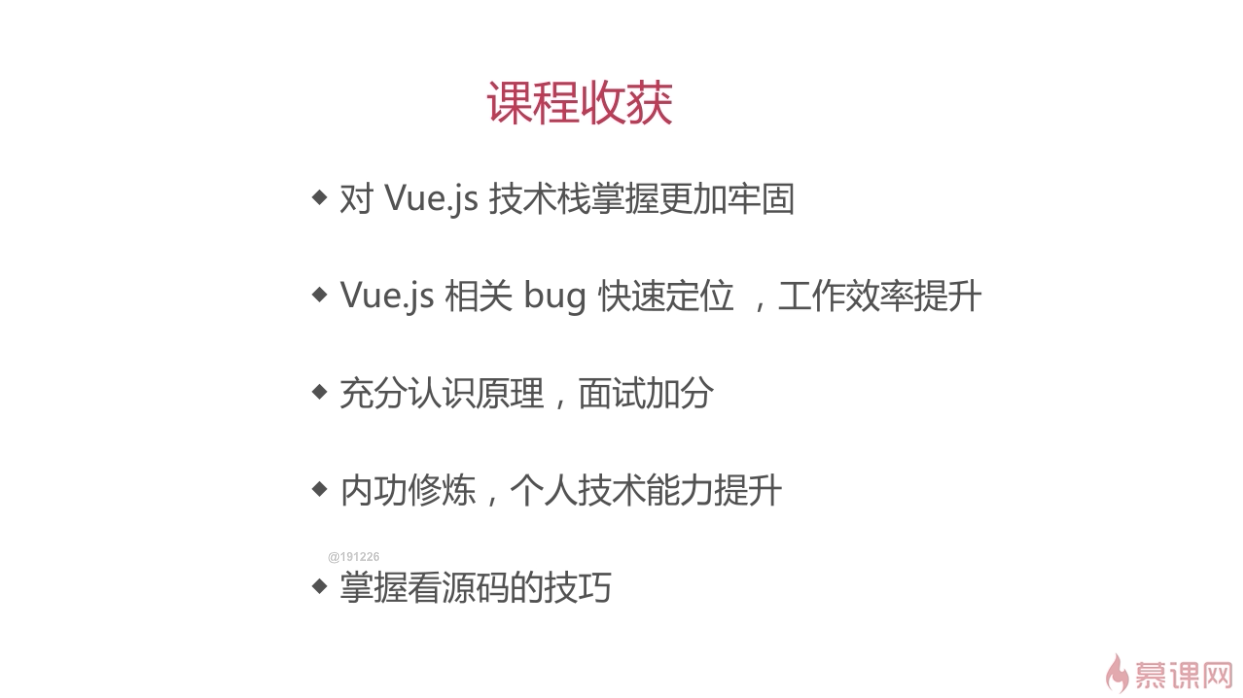 课程收获
◆ 对 Vue.js 技术栈掌握更加牢固
◆ Vue.js 相关 bug 快速定位 ，工作效率提升
◆ 充分认识原理，面试加分
◆ 内功修炼，个人技术能力提升
@191226
◆ 掌握看源码的技巧
慕课网